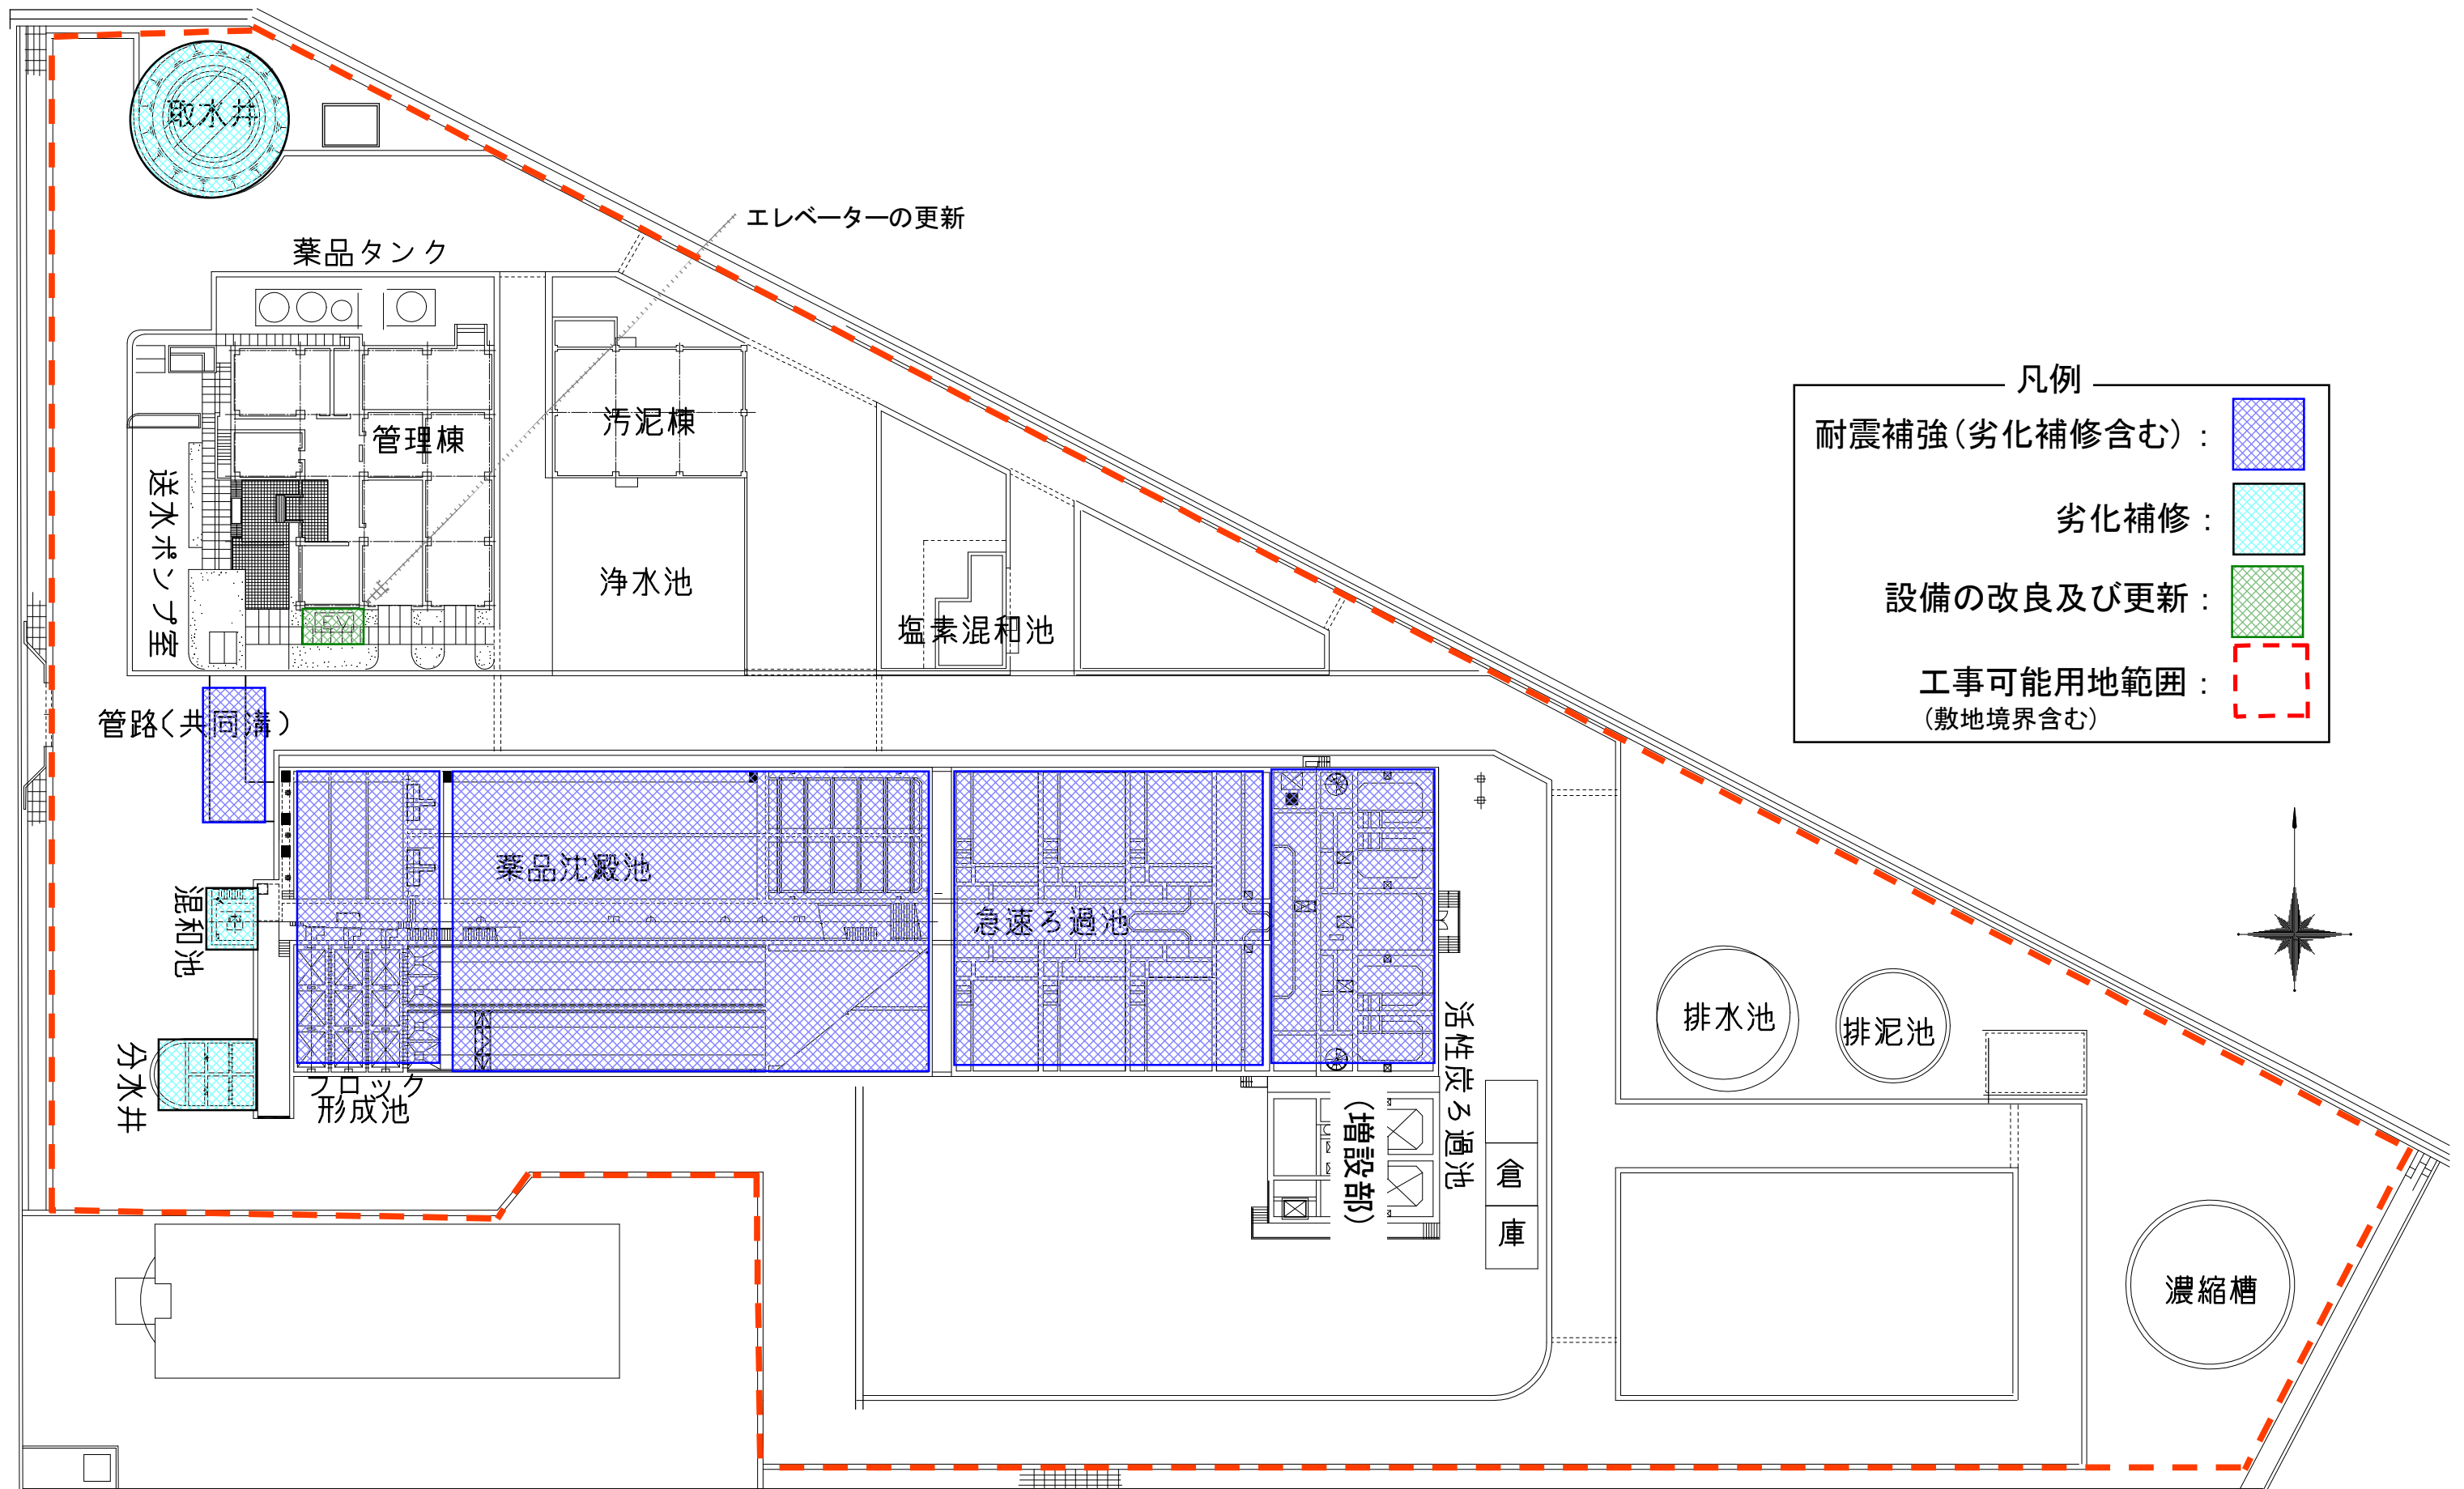 取水井
エレベーターの更新
薬品タンク
管理棟
汚泥棟
送水ポンプ室
浄水池
塩素混和池
EV
凡例
耐震補強(劣化補修含む):
劣化補修:
設備の改良及び更新:
工事可能用地範囲:
(敷地境界含む)
管路(共同溝)
薬品沈澱池
急速ろ過池
混和池
分水井
フロック
形成池
活性炭ろ過池
(増設部)
倉
庫
排水池
排泥池
濃縮槽